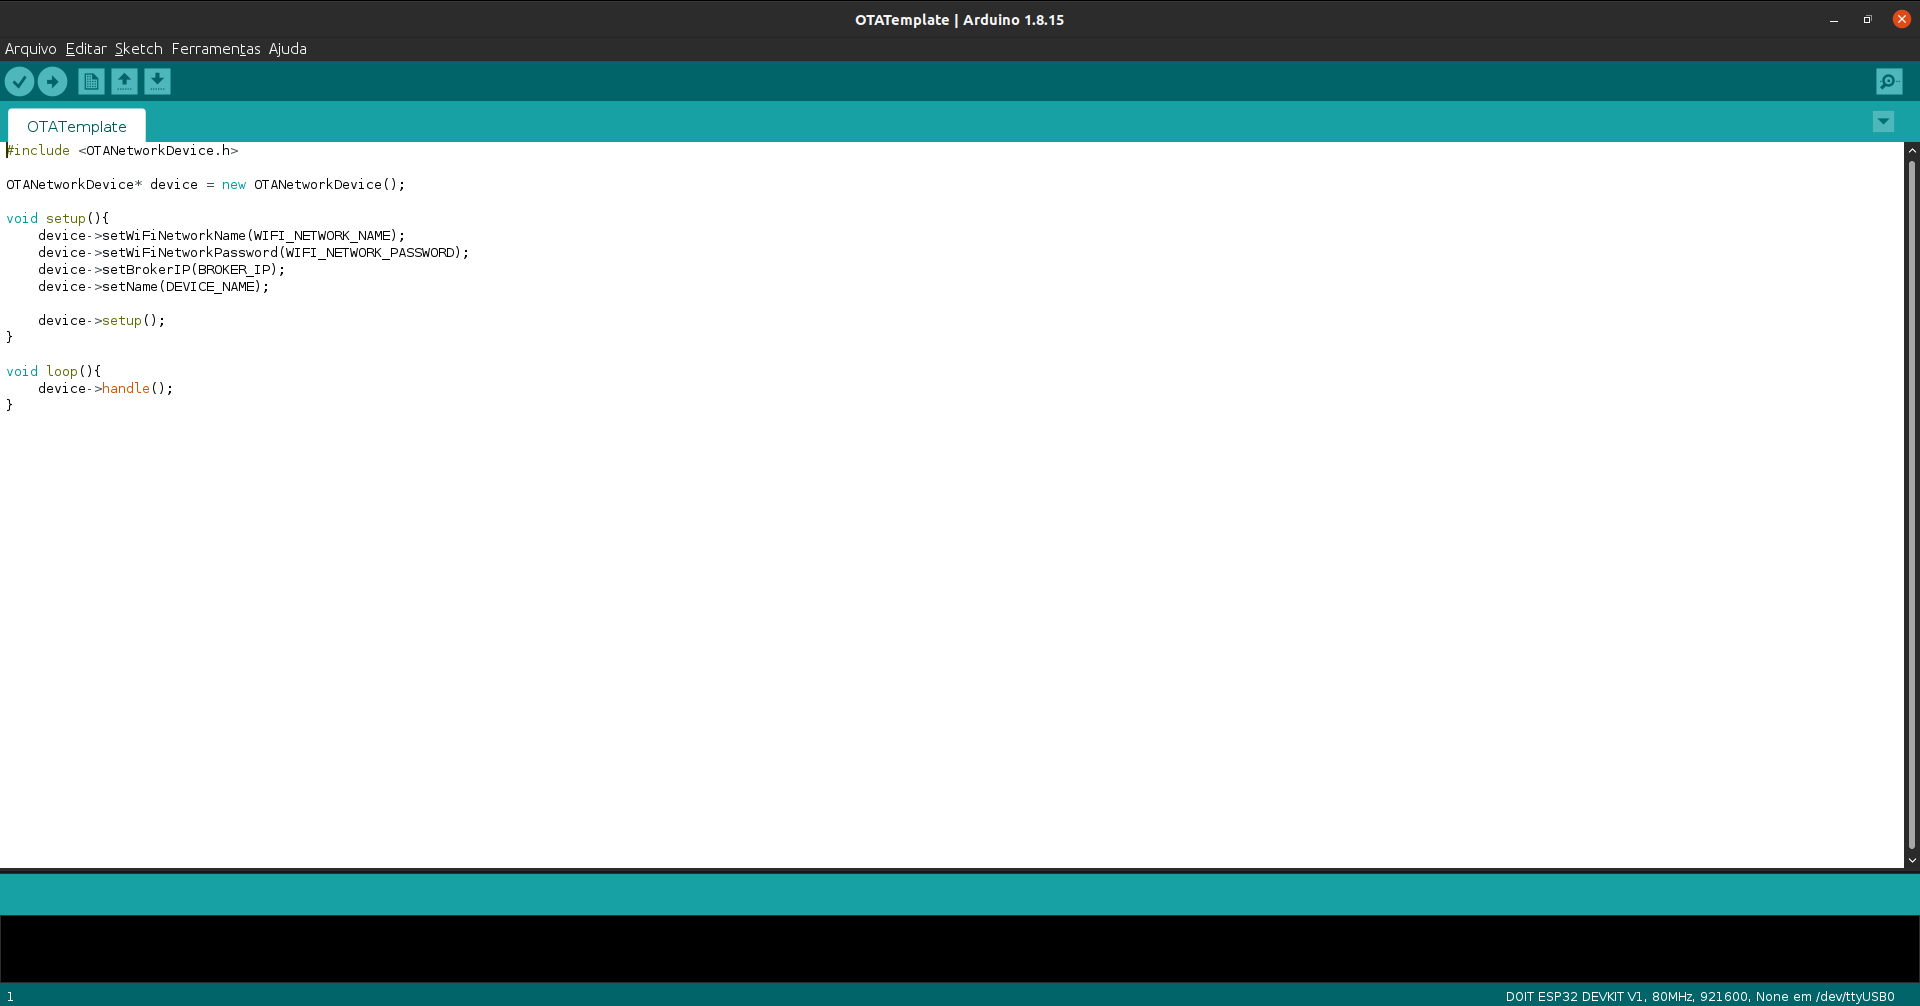 OTATemplate | Arduino 1.8.15
Arquivo Editar Sketch Ferramentas Ajuda
OTATemplate
#include <OTANetworkDevice.h>
OTANetworkDevice* device = new OTANetworkDevice();
void setup(){
    device->setWiFiNetworkName(WIFI_NETWORK_NAME);
    device->setWiFiNetworkPassword(WIFI_NETWORK_PASSWORD);
    device->setBrokerIP(BROKER_IP);
    device->setName(DEVICE_NAME);
    device->setup();
}
void loop(){
    device->handle();
}
1
DOIT ESP32 DEVKIT V1, 80MHz, 921600, None em /dev/ttyUSB0